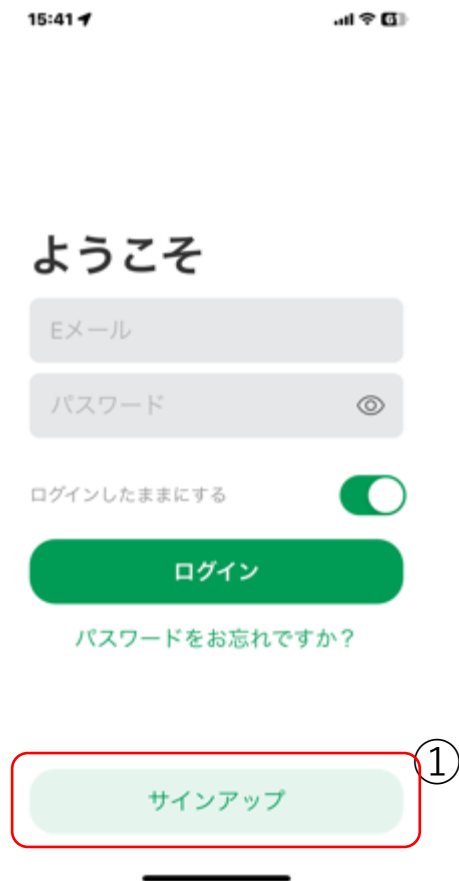 15:41
ようこそ
Eメール
パスワード
ログインしたままにする
ログイン
パスワードをお忘れですか？
①
サインアップ